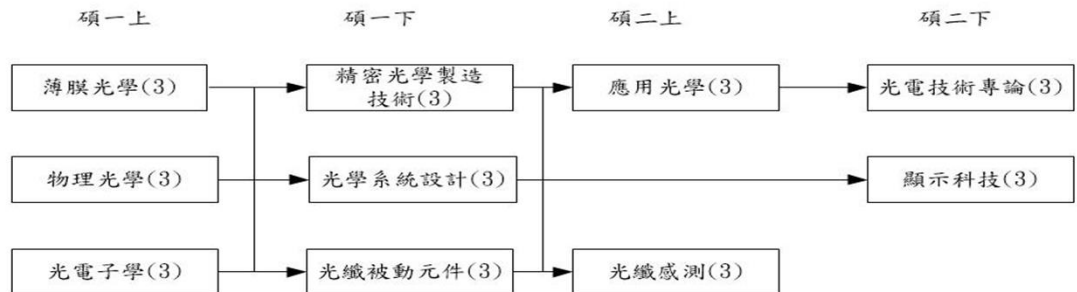 碩一上 碩一下 碩二上 碩二下
薄膜光學(3) 精密光學製造
技術(3) 應用光學(3) 光電技術專論(3)
物理光學(3) 光學系統設計(3) 顯示科技(3)
光電子學(3) 光纖被動元件(3) 光纖感測(3)